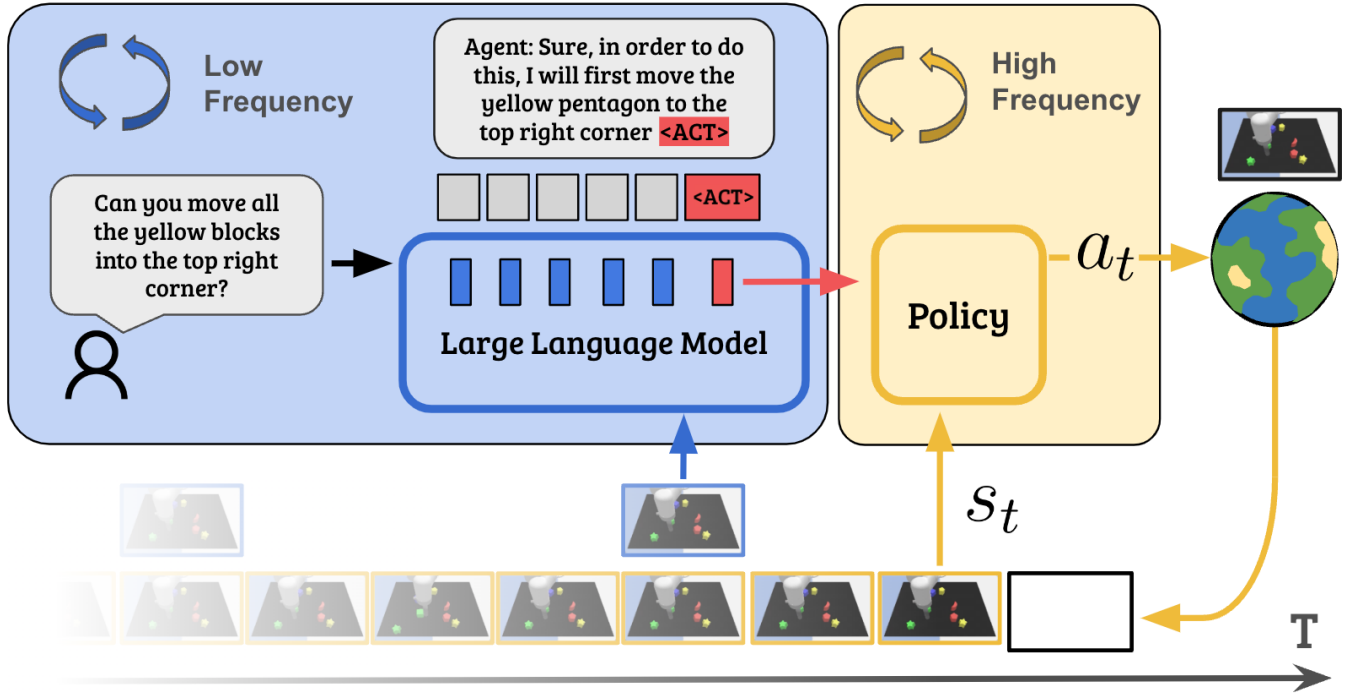 Low
Frequency
Agent: Sure, in order to do
this, I will first move the
yellow pentagon to the
top right corner <ACT>
High
Frequency
Can you move all
the yellow blocks
into the top right
corner?
<ACT>
Large Language Model
Policy
a_t
s_t
T